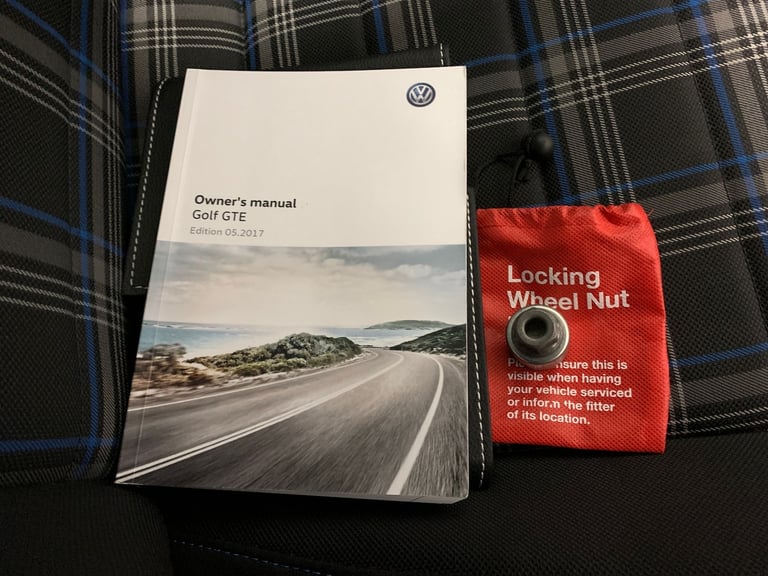 Owner's manual
Golf GTE
Edition 05.2017
Locking
Wheel Nut
ensure this is
visible when having
your vehicle serviced
or inform the fitter
of its location.